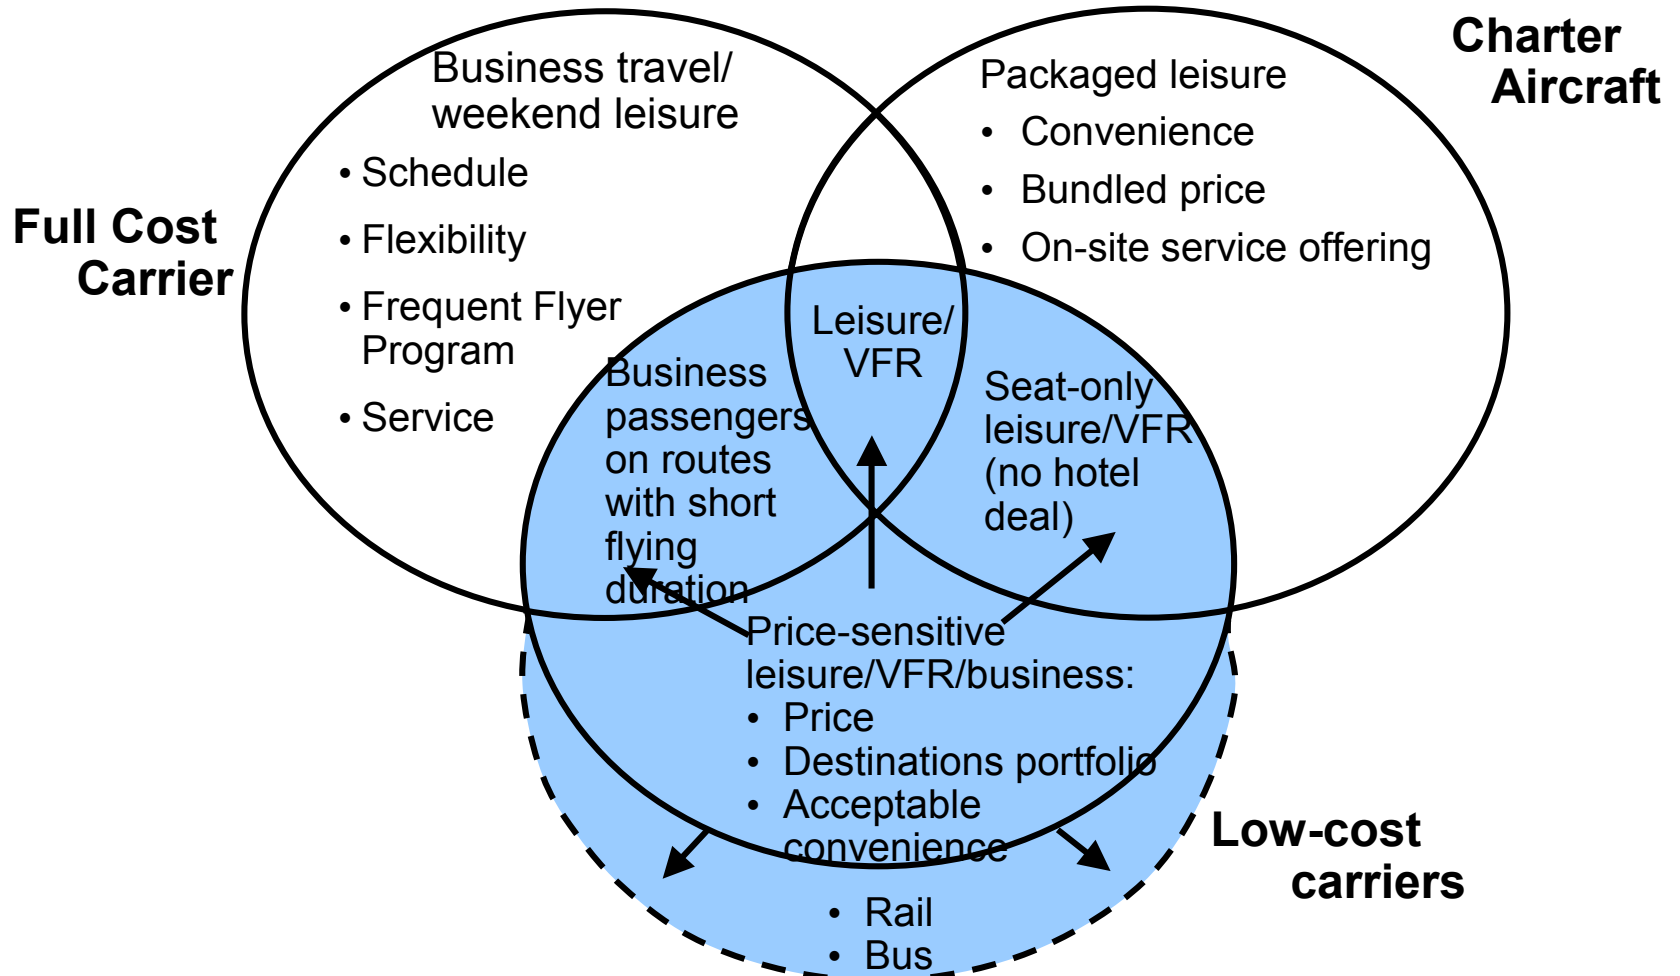 Charter
Aircraft
Business travel/
weekend leisure
• Schedule
• Flexibility
• Frequent Flyer
Program
• Service
Packaged leisure
• Convenience
• Bundled price
• On-site service offering
Full Cost
Carrier
Leisure/
VFR
Business
passengers
on routes
with short
flying
duration
Seat-only
leisure/VFR
(no hotel
deal)
Price-sensitive
leisure/VFR/business:
• Price
• Destinations portfolio
• Acceptable
convenience
Low-cost
carriers
• Rail
• Bus